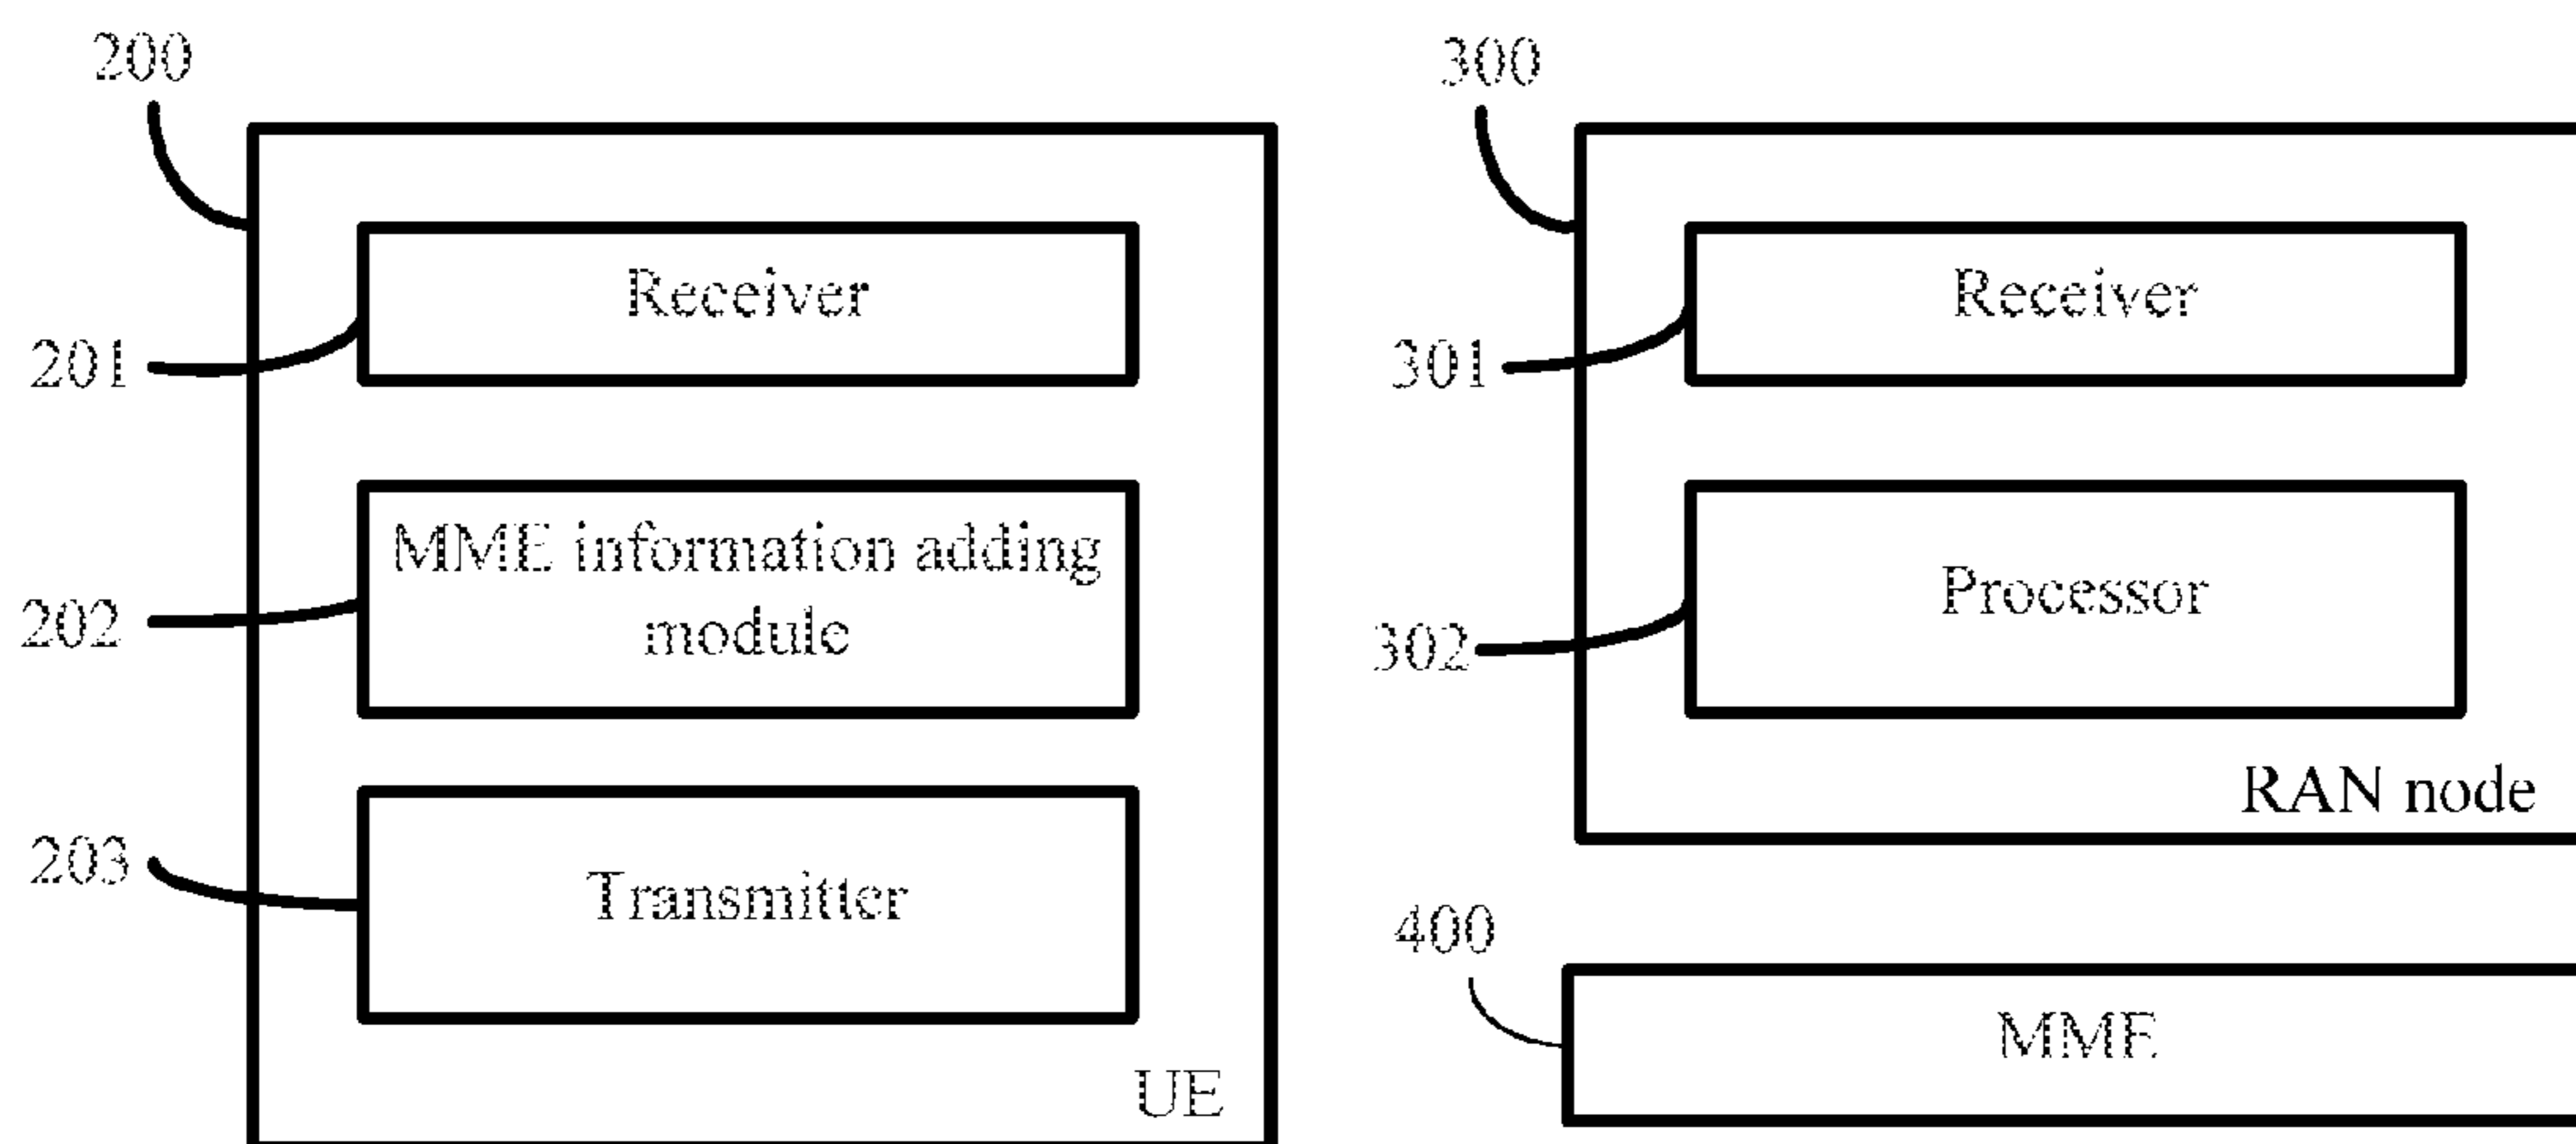 200
Receiver
201
MME information adding
module
202
Transmitter
203
UE
300
Receiver
301
Processor
302
RAN node
400
MME